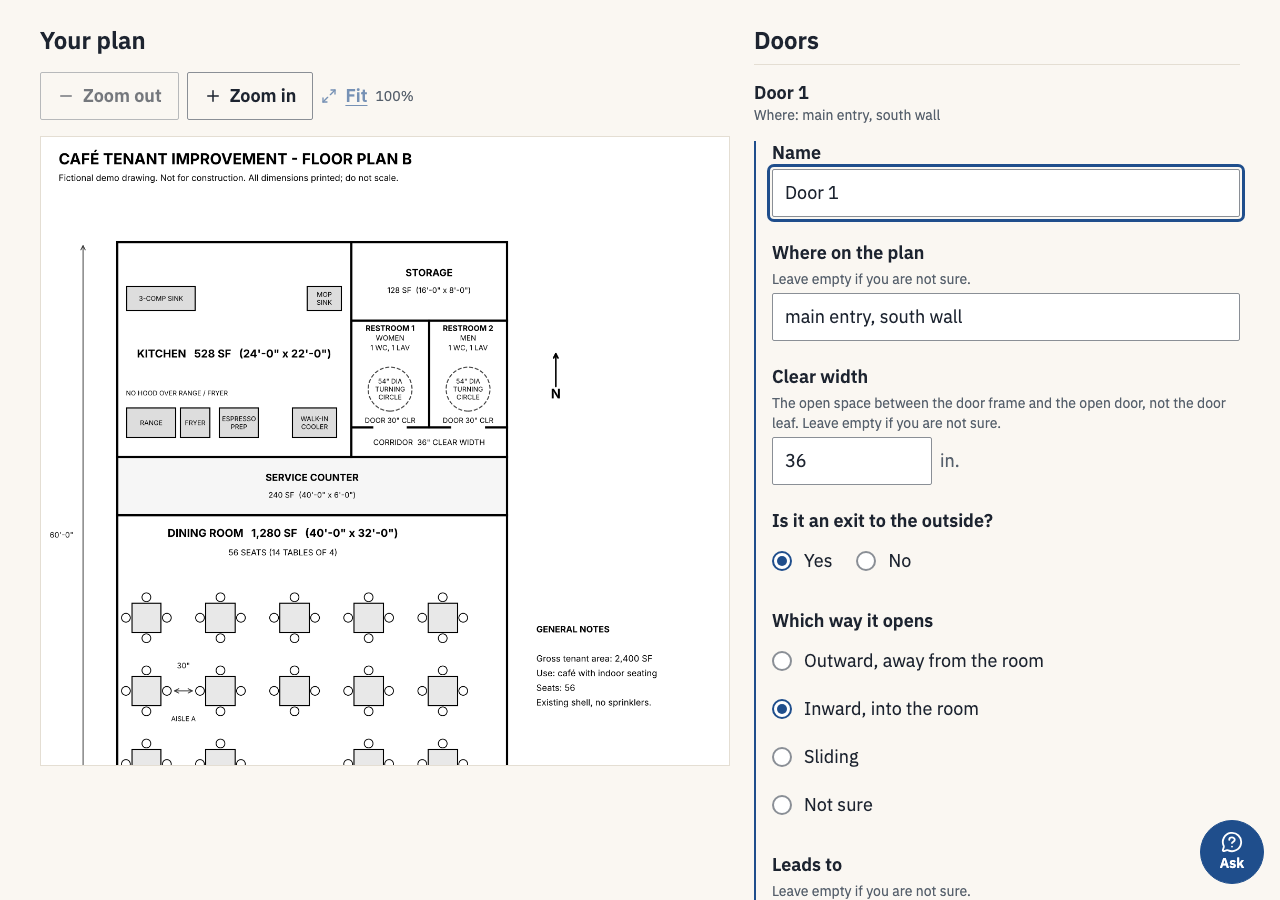 Your plan
Zoom out
Zoom in
Fit
100%
CAFÉ TENANT IMPROVEMENT - FLOOR PLAN B
Fictional demo drawing. Not for construction. All dimensions printed; do not scale.
STORAGE
128 SF (16'-0" x 8'-0")
3-COMP SINK
MOP
SINK
RESTROOM 1
WOMEN
1 WC, 1 LAV
RESTROOM 2
MEN
1 WC, 1 LAV
KITCHEN 528 SF (24'-0" x 22'-0")
54" DIA
TURNING
CIRCLE
54" DIA
TURNING
CIRCLE
N
NO HOOD OVER RANGE / FRYER
RANGE
FRYER
ESPRESSO
PREP
WALK-IN
COOLER
DOOR 30" CLR
DOOR 30" CLR
CORRIDOR 36" CLEAR WIDTH
SERVICE COUNTER
240 SF (40'-0" x 6'-0")
60'-0"
DINING ROOM 1,280 SF (40'-0" x 32'-0")
56 SEATS (14 TABLES OF 4)
30"
AISLE A
GENERAL NOTES
Gross tenant area: 2,400 SF
Use: café with indoor seating
Seats: 56
Existing shell, no sprinklers.
Doors
Door 1
Where: main entry, south wall
Name
Door 1
Where on the plan
Leave empty if you are not sure.
main entry, south wall
Clear width
The open space between the door frame and the open door, not the door
leaf. Leave empty if you are not sure.
36
in.
Is it an exit to the outside?
Yes
No
Which way it opens
Outward, away from the room
Inward, into the room
Sliding
Not sure
Leads to
Leave empty if you are not sure.
Ask